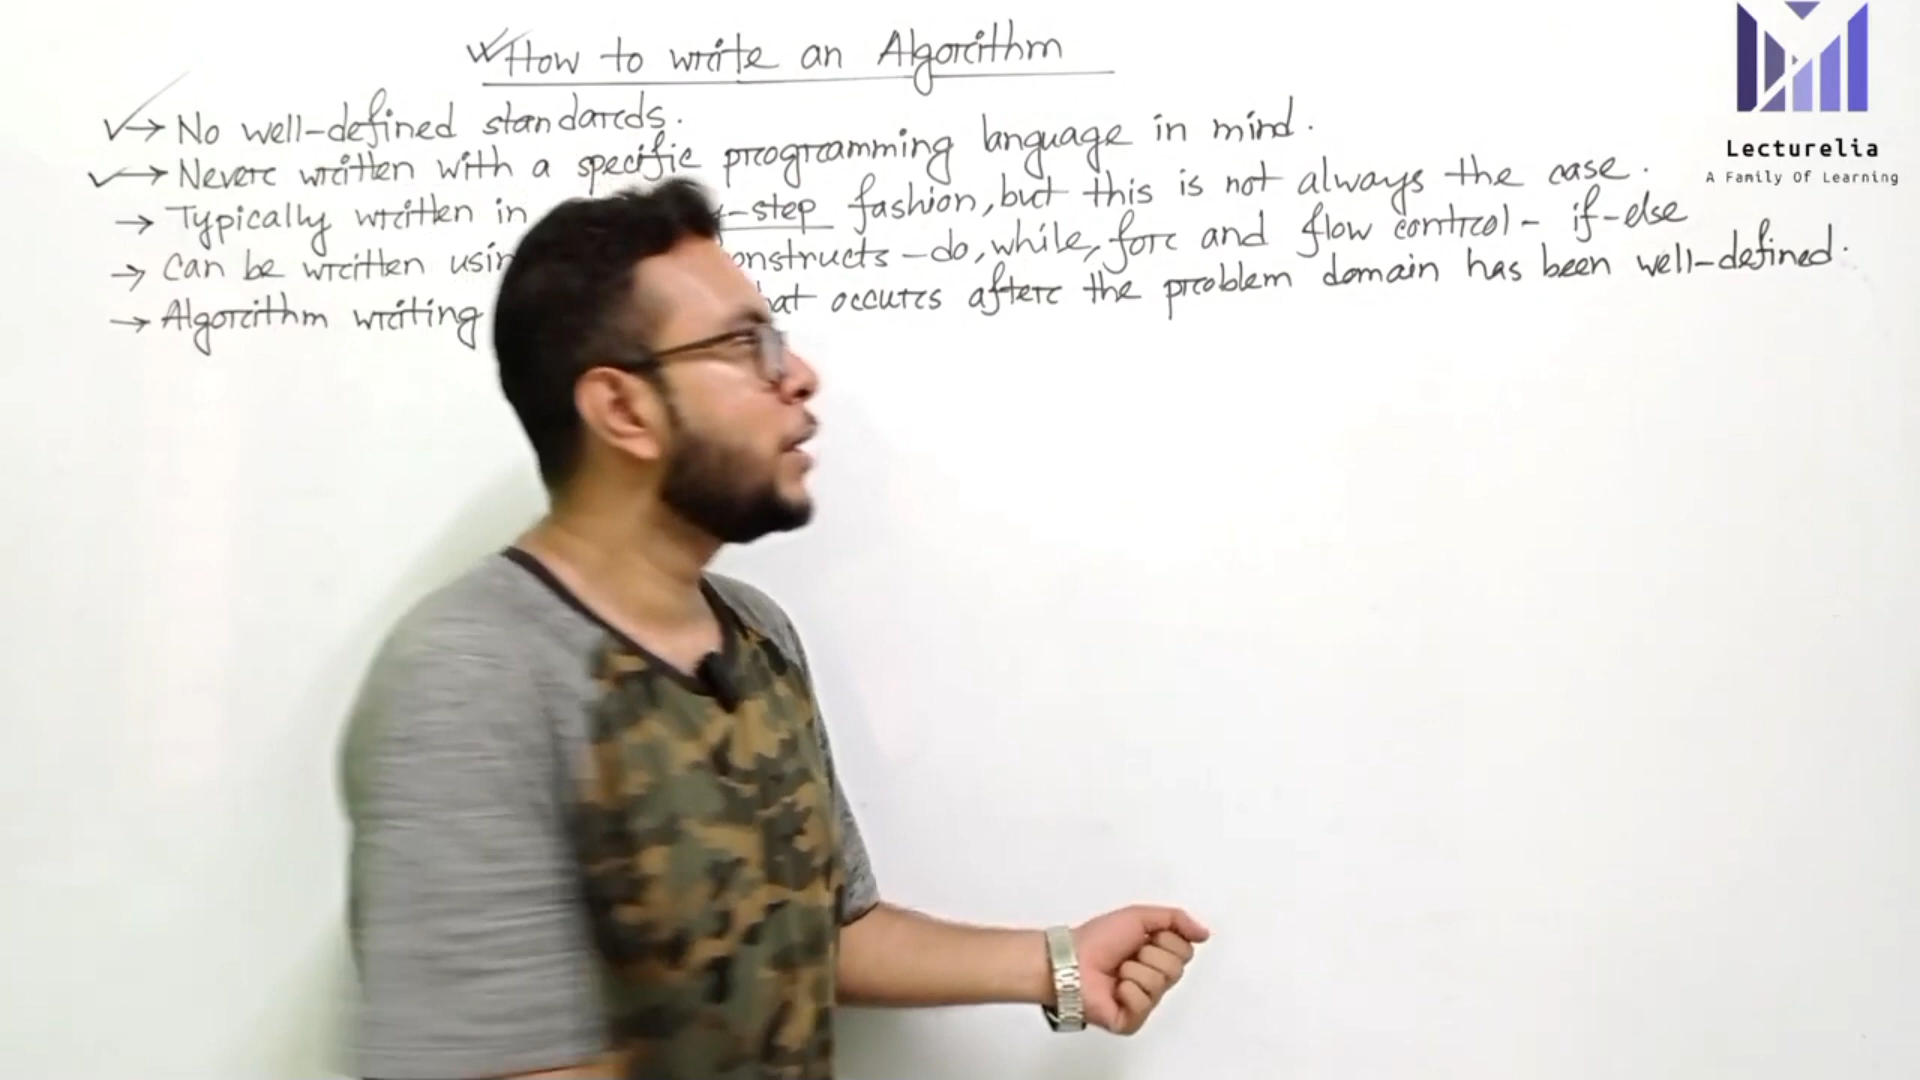 How to write an Algorithm
→ No well-defined standards.
→ Never written with a specific programming language in mind.
→ Typically written in -step fashion, but this is not always the case.
→ Can be written using onstructs - do, while, for and flow control - if-else
→ Algorithm writing hat occurs after the problem domain has been well-defined.
Lecturelia
A Family Of Learning